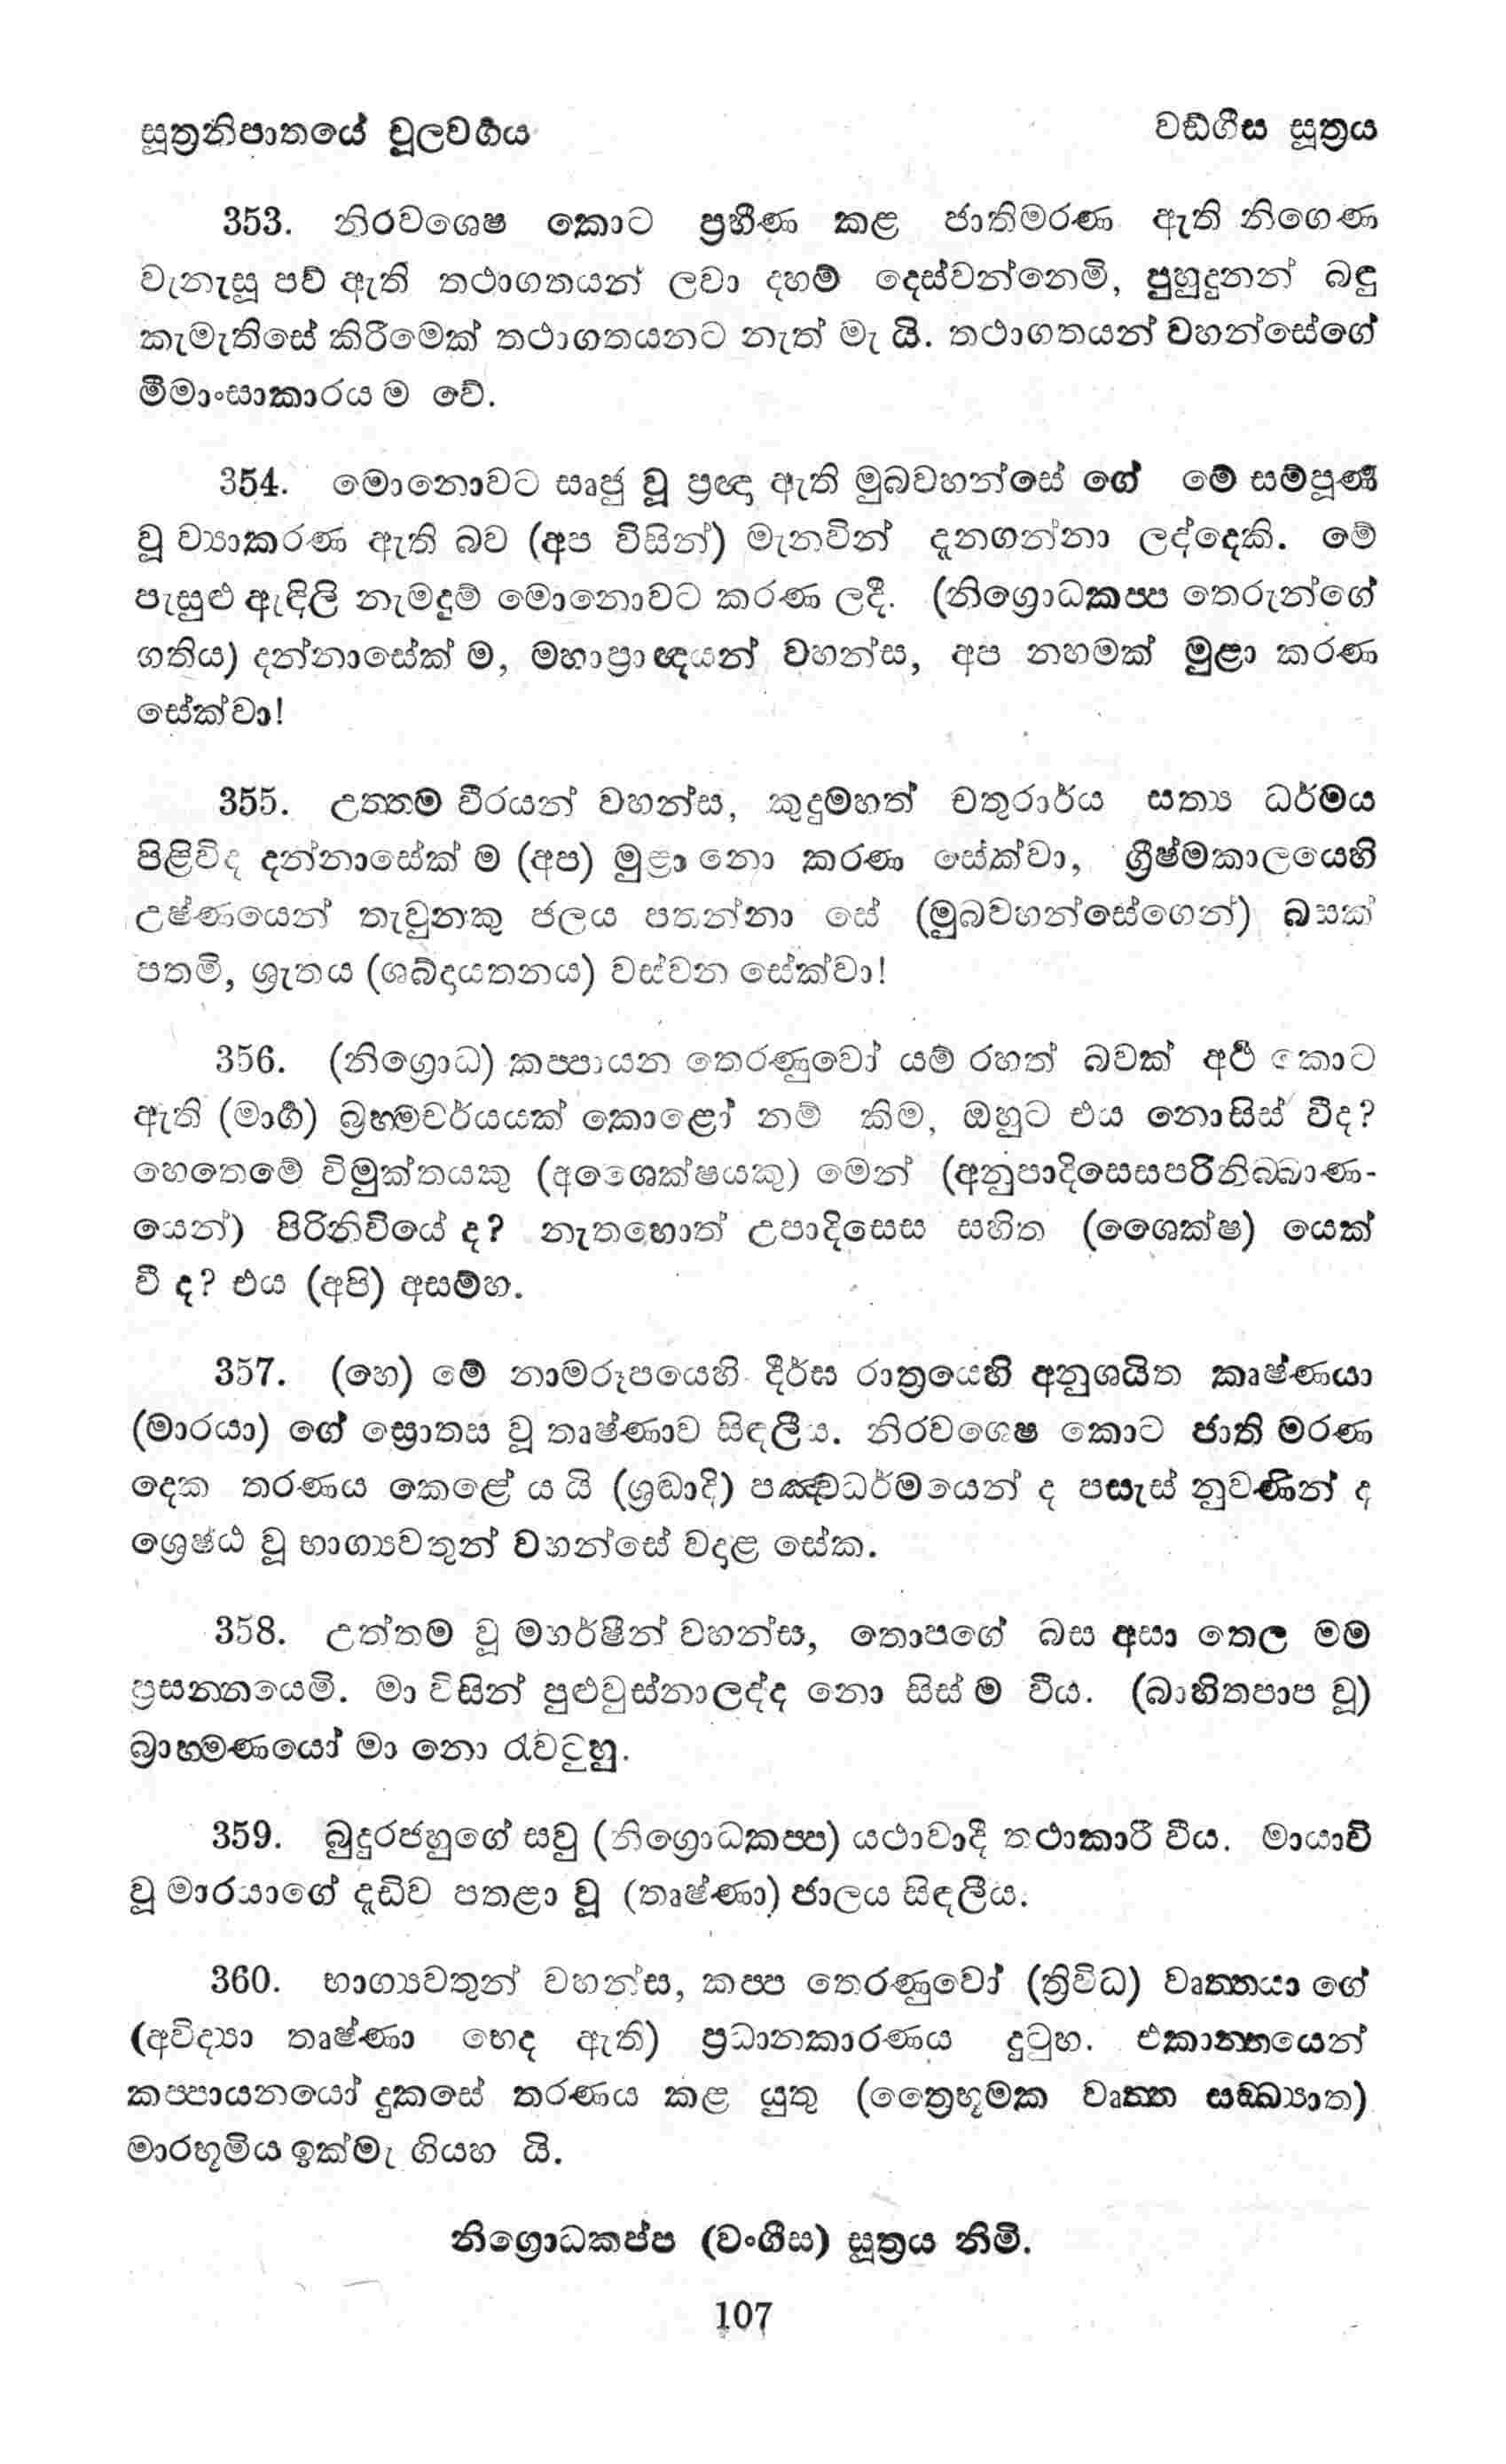 සූත්‍රනිපාතයේ චූලවර්‍ගය
වඩ්ගීස සූත්‍රය
353. නිරවශෙෂ කොට ප්‍රහීණ කළ ජාතිමරණ ඇති නිගෙණ
වැනැසූ පව් ඇති තථාගතයන් ලවා දහම් දෙස්වන්නෙමි, පුහුදුනන් බඳු
කැමැතිසේ කිරීමෙක් තථාගතයනට නැත් මැ යි. තථාගතයන් වහන්සේගේ
මීමාංසාකාරය ම වේ.
354. මොනොවට සෘජු වූ ප්‍රඥා ඇති මුබවහන්සේ ගේ මේ සම්පූර්‍ණ
වූ ව්‍යාකරණ ඇති බව (අප විසින්) මැනවින් දැනගන්නා ලද්දෙකි. මේ
පැසුළු ඇඳිලි නැමදුම් මොනොවට කරණ ලදී. (නිග්‍රොධකප්ප තෙරුන්ගේ
ගතිය) දන්නාසේක් ම, මහාප්‍රාඥයන් වහන්ස, අප නහමක් මුළා කරණ
සේක්වා!
355. උත්තම වීරයන් වහන්ස, කුදුමහත් චතුරාර්ය සත්‍ය ධර්මය
පිළිවිද දන්නාසේක් ම (අප) මුළා නො කරණ සේක්වා, ග්‍රීෂ්මකාලයෙහි
උෂ්ණයෙන් තැවුනකු ජලය පතන්නා සේ (මුබවහන්සේගෙන්) බසක්
පතමි, ශ්‍රැතය (ශබ්දායතනය) වස්වන සේක්වා!
356. (නිග්‍රොධ) කප්පායන තෙරණුවෝ යම් රහත් බවක් අර්‍ථ කොට
ඇති (මාර්‍ග) බ්‍රහ්මචර්යයක් කොළෝ නම් කිම, ඔහුට එය නොසිස් වීද?
හෙතෙමේ විමුක්තයකු (අශෛක්ෂයකු) මෙන් (අනුපාදිසෙසපරිනිබ්බාණ-
යෙන්) පිරිනිවියේ ද? නැතහොත් උපාදිසෙස සහිත (ශෛක්ෂ) යෙක්
වී ද? එය (අපි) අසම්හ.
357. (හෙ) මේ නාමරූපයෙහි දීර්ඝ රාත්‍රයෙහි අනුශයිත කෘෂ්ණයා
(මාරයා) ගේ ස්‍රොතස වූ තෘෂ්ණාව සිඳලීය. නිරවශෙෂ කොට ජාති මරණ
දෙක තරණය කෙළේ ය යි (ශ්‍රද්ධාදි) පඤ්චධර්මයෙන් ද පසැස් නුවණින් ද
ශ්‍රෙෂ්ඨ වූ භාග්‍යවතුන් වහන්සේ වදාළ සේක.
358. උත්තම වූ මහර්ෂීන් වහන්ස, තොපගේ බස අසා තෙල මම
ප්‍රසන්නයෙමි. මා විසින් පුළුවුස්නාලද්ද නො සිස් ම වීය. (බාහිතපාප වූ)
බ්‍රාහ්මණයෝ මා නො රැවටුහු.
359. බුදුරජහුගේ සවු (නිග්‍රොධකප්ප) යථාවාදී තථාකාරී වීය. මායාවී
වූ මාරයාගේ දැඩිව පතළා වූ (තෘෂ්ණා) ජාලය සිඳලීය.
360. භාග්‍යවතුන් වහන්ස, කප්ප තෙරණුවෝ (ත්‍රිවිධ) වෘත්තයා ගේ
(අවිද්‍යා තෘෂ්ණා භෙද ඇති) ප්‍රධානකාරණය දුටුහ. එකාන්තයෙන්
කප්පායනයෝ දුකසේ තරණය කළ යුතු (ත්‍රෛභූමක වෘත්ත සඞ්ඛ්‍යාත)
මාරභූමිය ඉක්මැ ගියහ යි.
නිග්‍රොධකප්ප (වංගීස) සූත්‍රය නිමි.
107